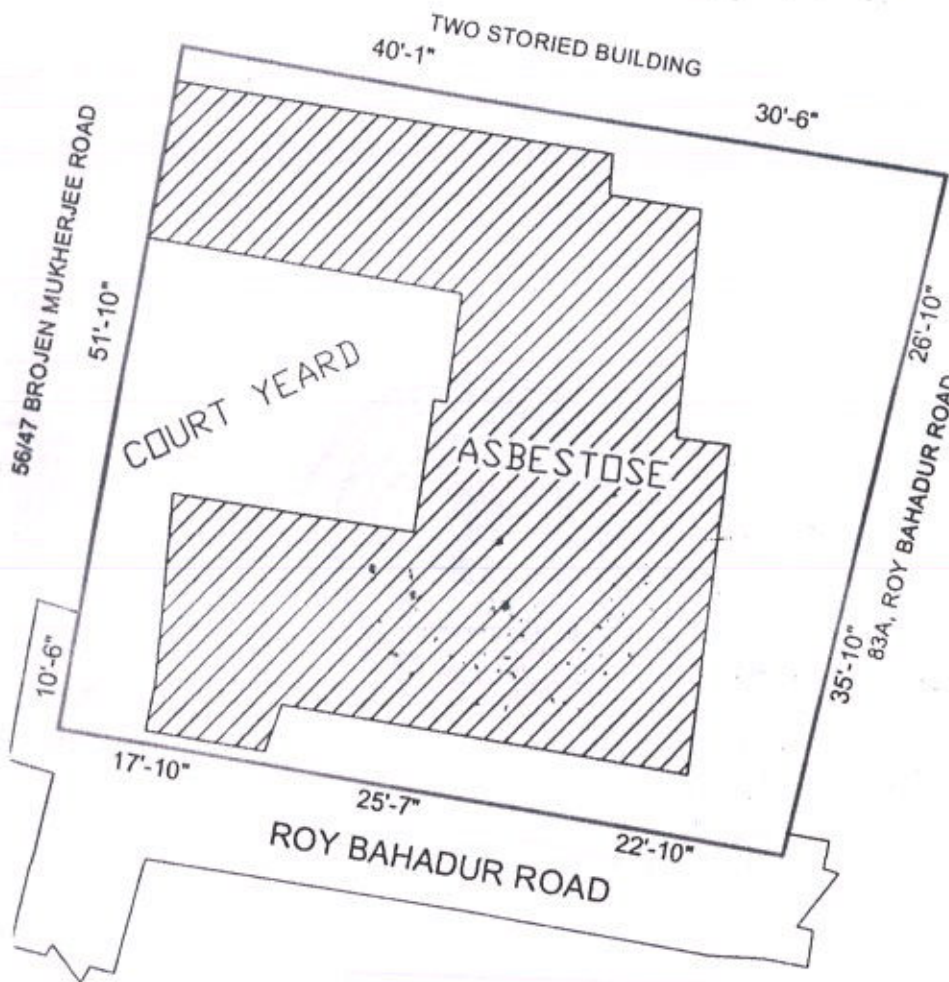 TWO STORIED BUILDING
40'-1"
30'-6"
56/47 BROJEN MUKHERJEE ROAD
51'-10"
26'-10"
COURT YEARD
ASBESTOSE
83A, ROY BAHADUR ROAD
35'-10"
10'-6"
17'-10"
25'-7"
22'-10"
ROY BAHADUR ROAD